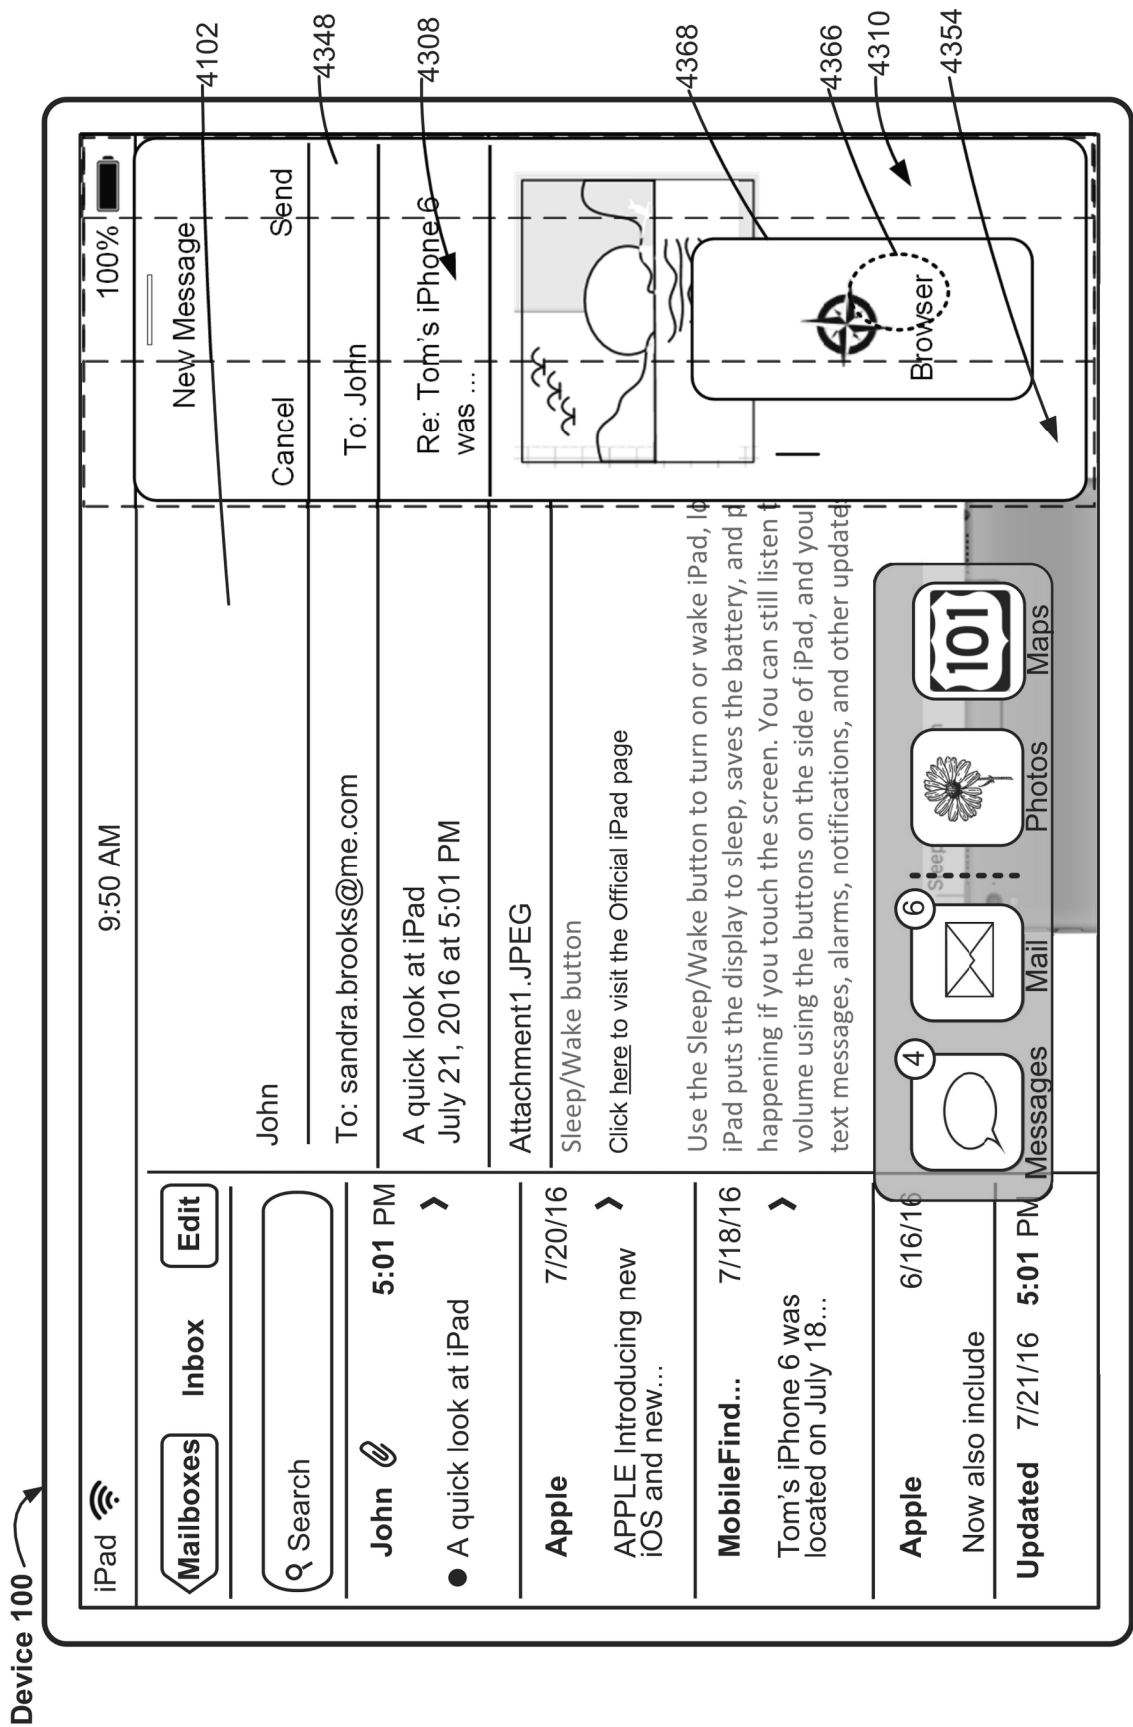 Device 100
iPad
9:50 AM
100%
Mailboxes
Inbox
Edit
Search
John
5:01 PM
A quick look at iPad
Apple
7/20/16
APPLE Introducing new
iOS and new...
MobileFind...
7/18/16
Tom's iPhone 6 was
located on July 18...
Apple
6/16/16
Now also include
Updated 7/21/16 5:01 PM
John
To: sandra.brooks@me.com
A quick look at iPad
July 21, 2016 at 5:01 PM
Attachment1.JPEG
Sleep/Wake button
Click here to visit the Official iPad page
Use the Sleep/Wake button to turn on or wake iPad, lo
iPad puts the display to sleep, saves the battery, and p
happening if you touch the screen. You can still listen t
volume using the buttons on the side of iPad, and you
text messages, alarms, notifications, and other update
Sleep
4
Messages
6
Mail
Photos
101
Maps
New Message
Cancel
Send
To: John
Re: Tom's iPhone 6
was ...
Browser
4102
4348
4308
4368
4366
4310
4354